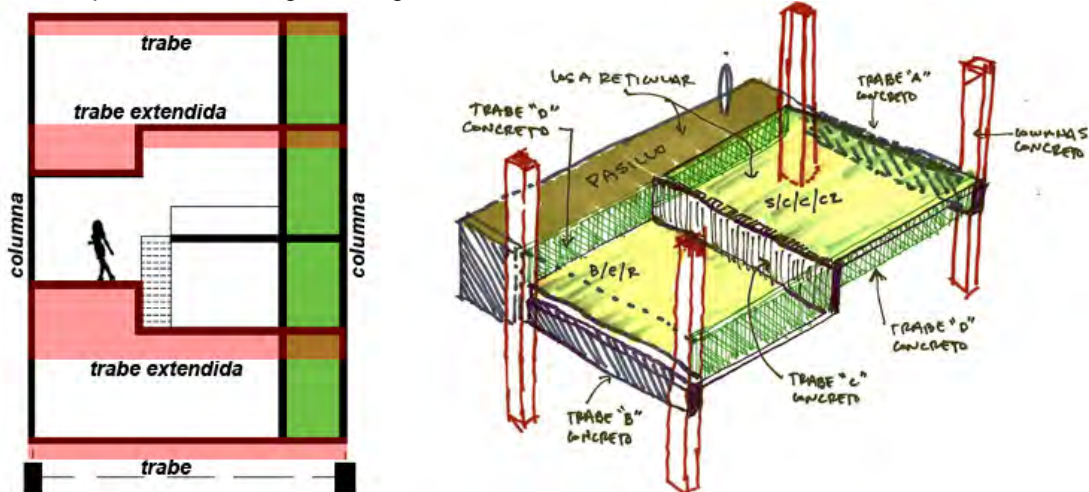 trabe
trabe extendida
columna
columna
trabe extendida
trabe
LOSA RETICULAR
TRABE "A"
CONCRETO
TRABE "D"
CONCRETO
COLUMNAS
CONCRETO
PASILLO
S/C/C/C2
B/E/R
TRABE "D"
CONCRETO
TRABE "C"
CONCRETO
TRABE "B"
CONCRETO